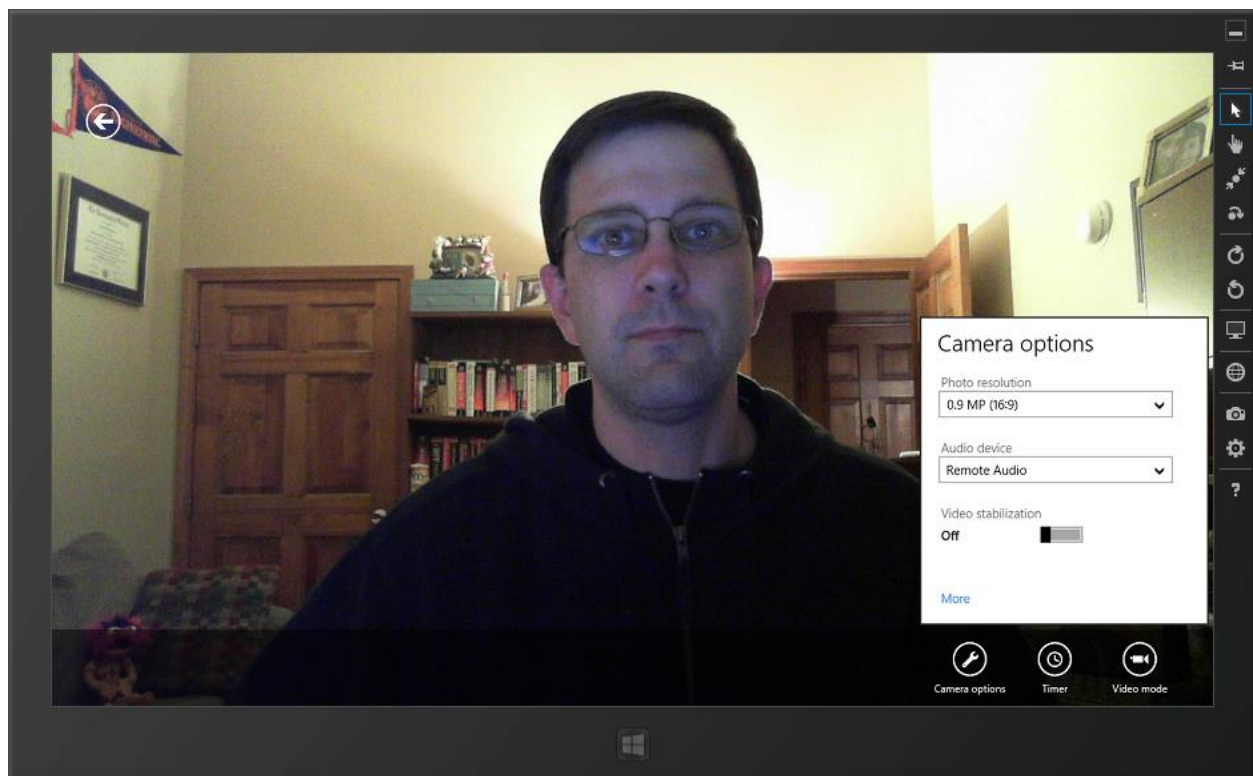 ENGINEERING
Camera options
Photo resolution
0.9 MP (16:9)
Audio device
Remote Audio
Video stabilization
Off
More
Camera options
Timer
Video mode
?